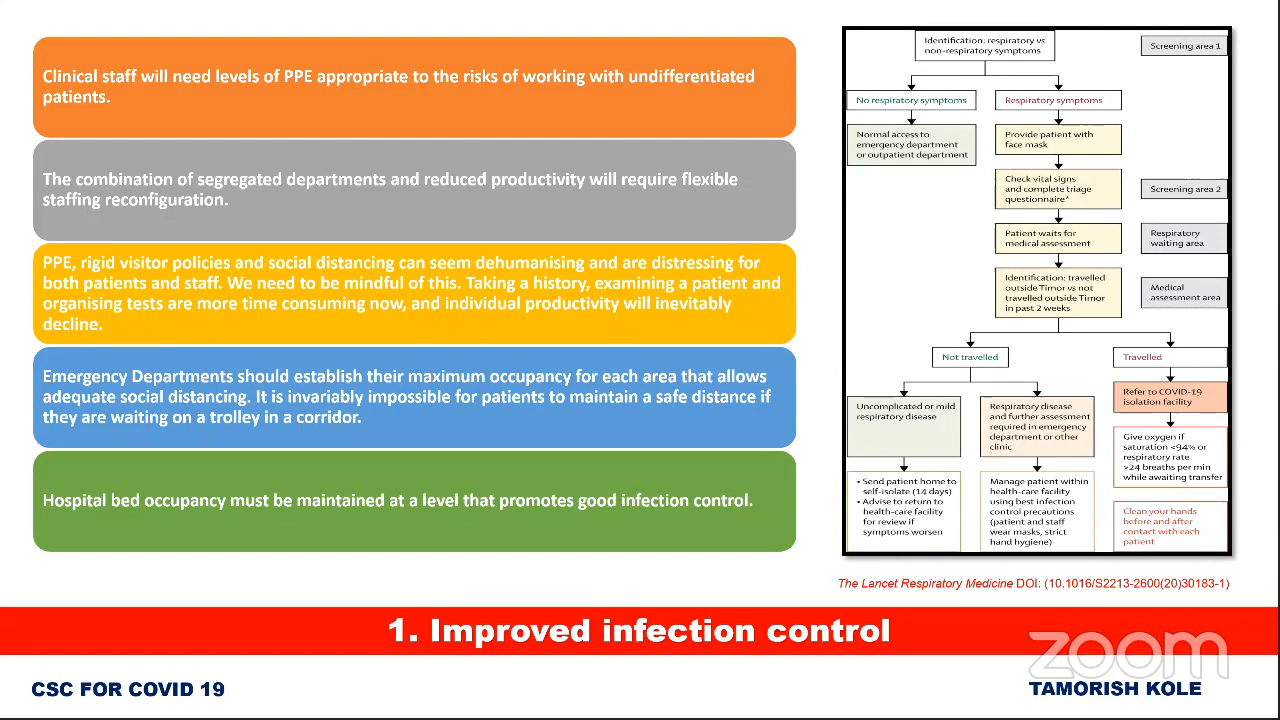 Clinical staff will need levels of PPE appropriate to the risks of working with undifferentiated
patients.
The combination of segregated departments and reduced productivity will require flexible
staffing reconfiguration.
PPE, rigid visitor policies and social distancing can seem dehumanising and are distressing for
both patients and staff. We need to be mindful of this. Taking a history, examining a patient and
organising tests are more time consuming now, and individual productivity will inevitably
decline.
Emergency Departments should establish their maximum occupancy for each area that allows
adequate social distancing. It is invariably impossible for patients to maintain a safe distance if
they are waiting on a trolley in a corridor.
Hospital bed occupancy must be maintained at a level that promotes good infection control.
Identification: respiratory vs
non-respiratory symptoms
Screening area 1
No respiratory symptoms
Respiratory symptoms
Normal access to
emergency department
or outpatient department
Provide patient with
face mask
Check vital signs
and complete triage
questionnaire*
Screening area 2
Patient waits for
medical assessment
Respiratory
waiting area
Identification: travelled
outside Timor vs not
travelled outside Timor
in past 2 weeks
Medical
assessment area
Not travelled
Travelled
Uncomplicated or mild
respiratory disease
Respiratory disease
and further assessment
required in emergency
department or other
clinic
Refer to COVID-19
isolation facility
Give oxygen if
saturation <94% or
respiratory rate
>24 breaths per min
while awaiting transfer
• Send patient home to
self-isolate (14 days)
• Advise to return to
health-care facility
for review if
symptoms worsen
Manage patient within
health-care facility
using best infection
control precautions
(patient and staff
wear masks, strict
hand hygiene)
Clean your hands
before and after
contact with each
patient
The Lancet Respiratory Medicine DOI: (10.1016/S2213-2600(20)30183-1)
1. Improved infection control
zoom
CSC FOR COVID 19
TAMORISH KOLE